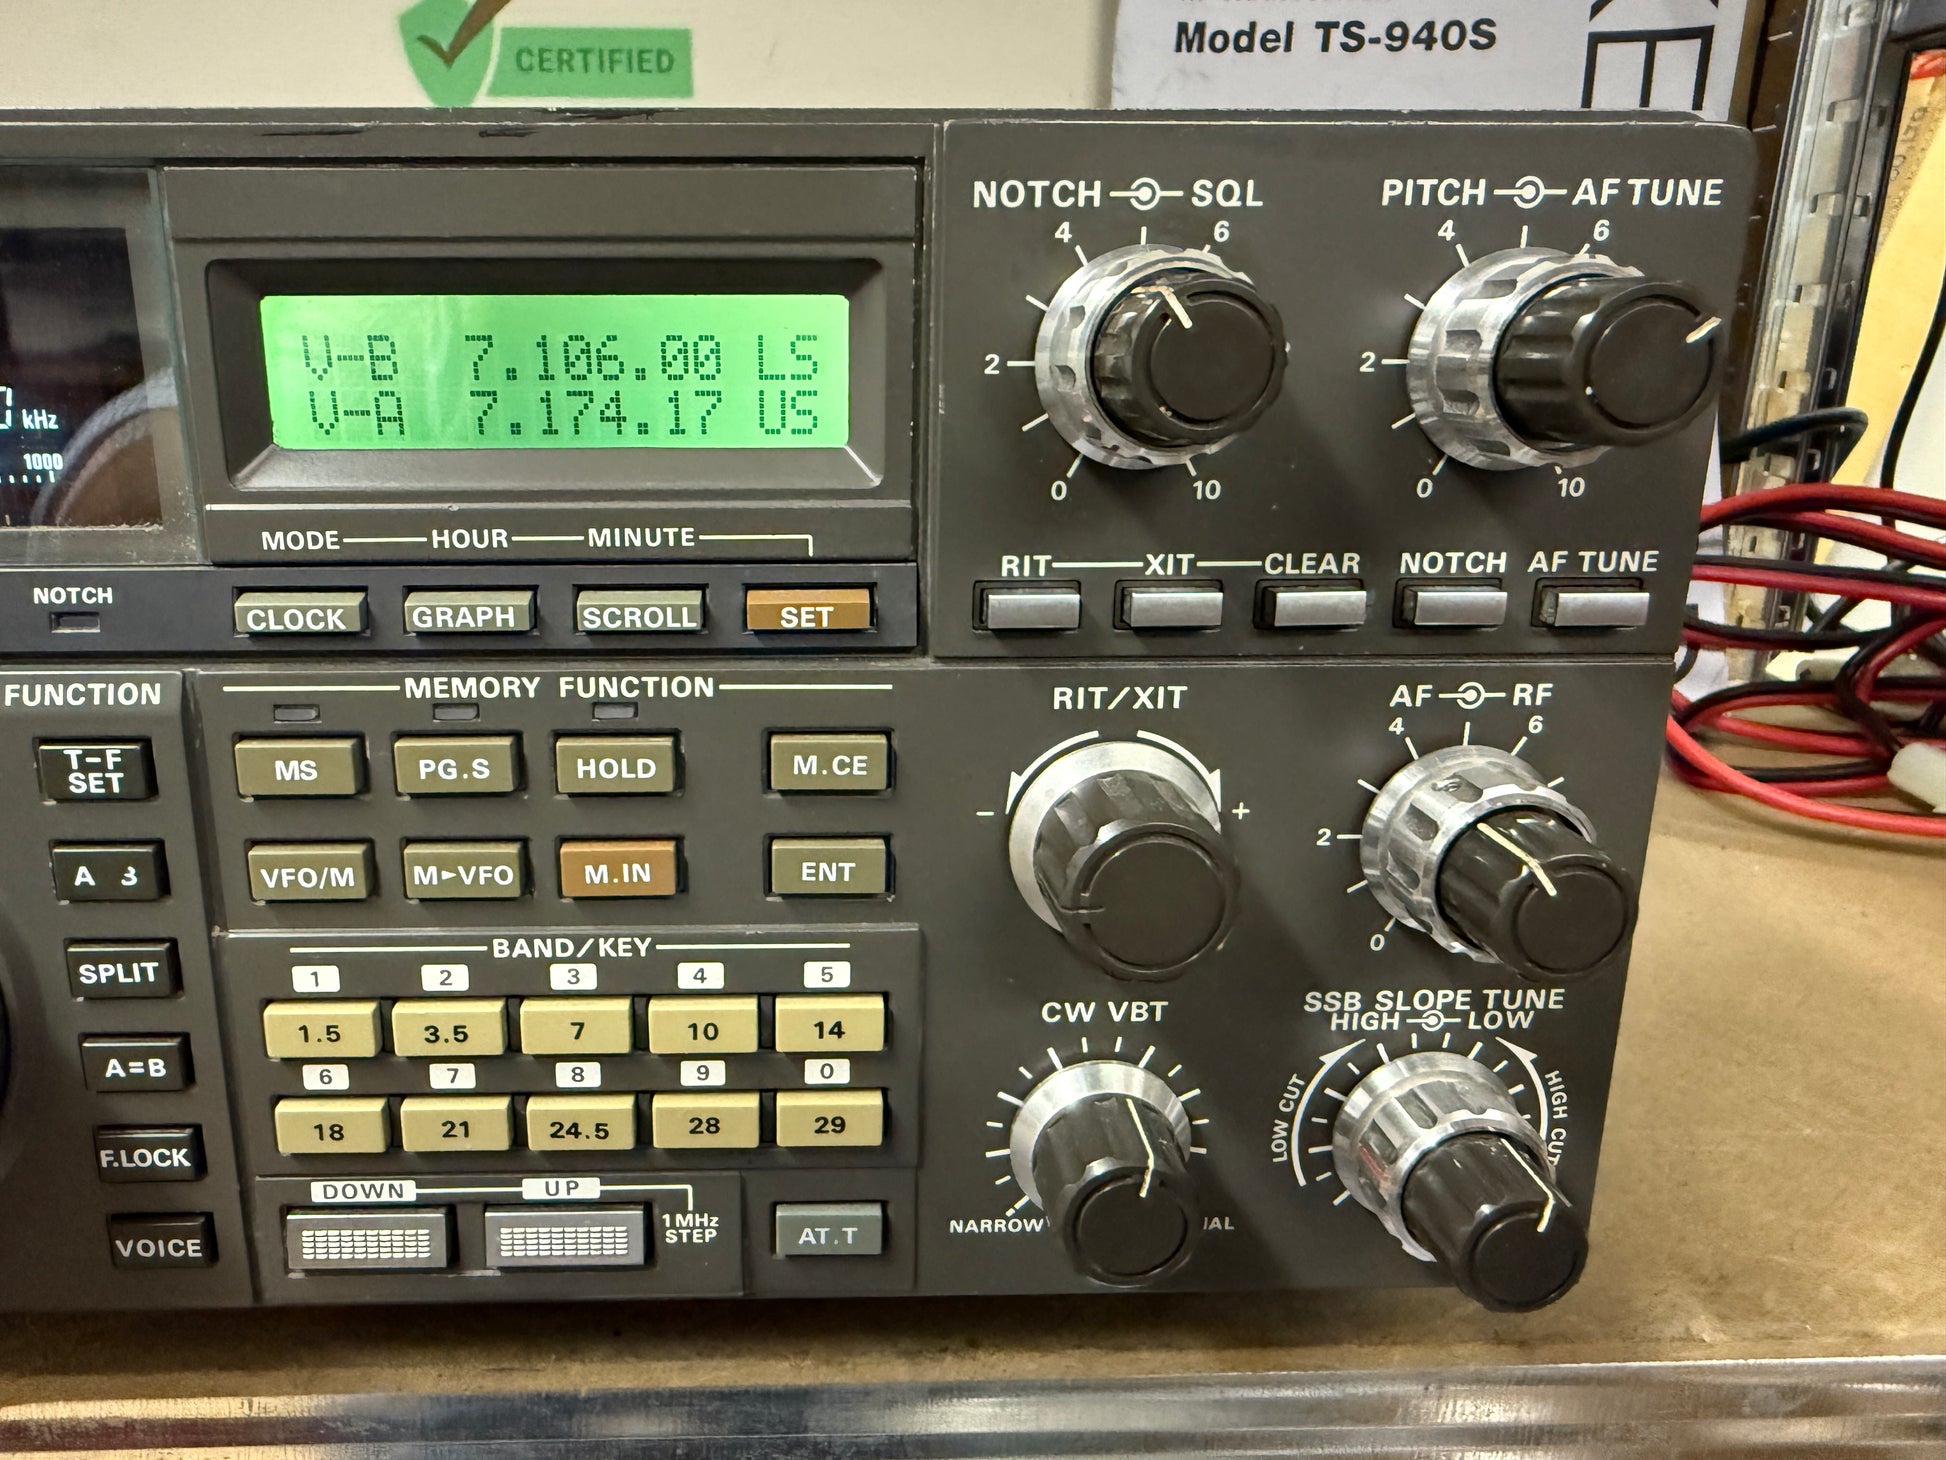 CERTIFIED
Model TS-940S
V-B 7.106.00 LS
V-A 7.174.17 US
kHz
1000
MODE HOUR MINUTE
NOTCH
CLOCK GRAPH SCROLL SET
NOTCH SQL
4 6
2
0 10
PITCH AF TUNE
4 6
2
0 10
RIT XIT CLEAR NOTCH AF TUNE
FUNCTION
T-F
SET
A B
SPLIT
A=B
F.LOCK
VOICE
MEMORY FUNCTION
MS PG.S HOLD M.CE
VFO/M M►VFO M.IN ENT
BAND/KEY
1 2 3 4 5
1.5 3.5 7 10 14
6 7 8 9 0
18 21 24.5 28 29
DOWN UP
1MHz
STEP
AT.T
RIT/XIT
- +
AF RF
4 6
2
0
CW VBT
NARROW
SSB SLOPE TUNE
HIGH LOW
LOW CUT
HIGH CUT